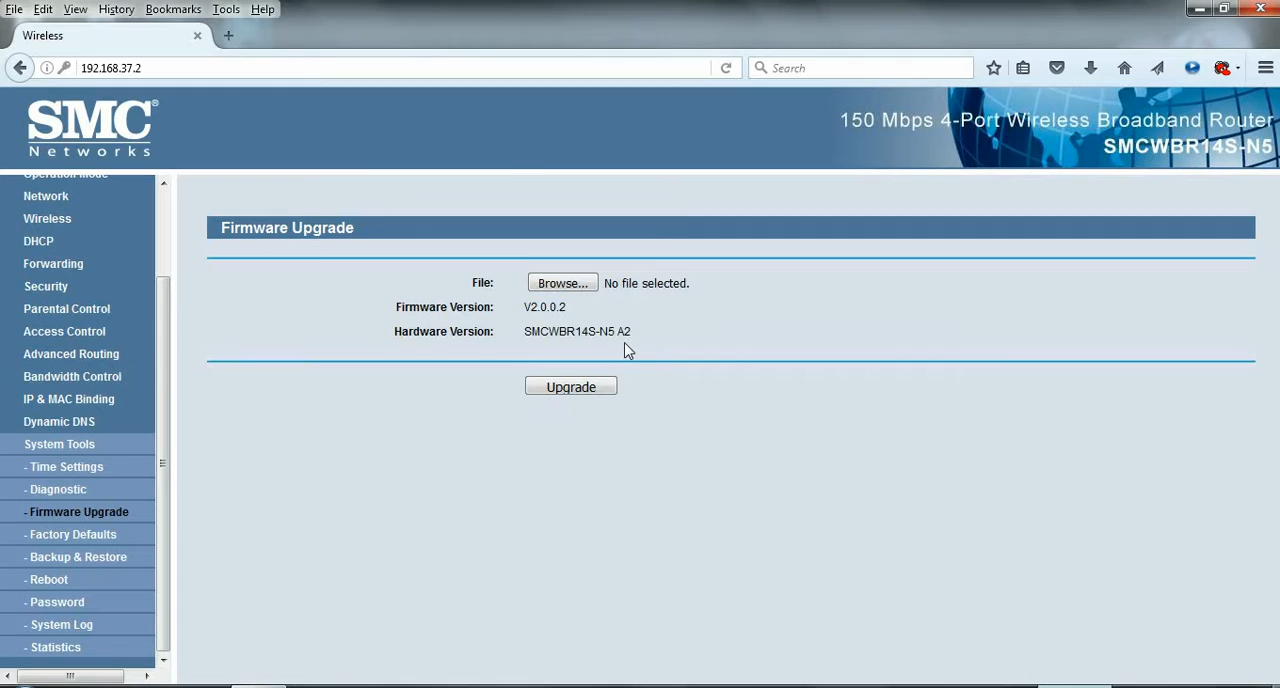 File Edit View History Bookmarks Tools Help
Wireless
192.168.37.2
Search
SMC®
Networks
150 Mbps 4-Port Wireless Broadband Router
SMCWBR14S-N5
Operation Mode
Network
Wireless
DHCP
Forwarding
Security
Parental Control
Access Control
Advanced Routing
Bandwidth Control
IP & MAC Binding
Dynamic DNS
System Tools
- Time Settings
- Diagnostic
- Firmware Upgrade
- Factory Defaults
- Backup & Restore
- Reboot
- Password
- System Log
- Statistics
Firmware Upgrade
File: Browse... No file selected.
Firmware Version: V2.0.0.2
Hardware Version: SMCWBR14S-N5 A2
Upgrade